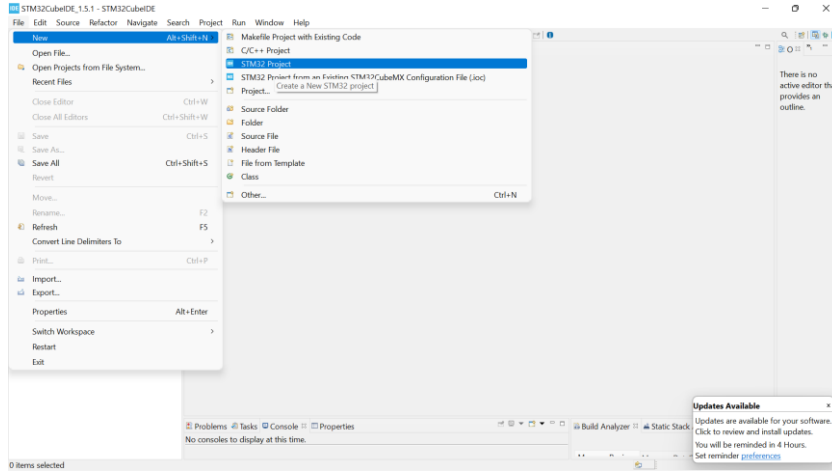 IDE STM32CubeIDE_1.5.1 - STM32CubeIDE
File Edit Source Refactor Navigate Search Project Run Window Help
New Alt+Shift+N >
Open File...
Open Projects from File System...
Recent Files >
Close Editor Ctrl+W
Close All Editors Ctrl+Shift+W
Save Ctrl+S
Save As...
Save All Ctrl+Shift+S
Revert
Move...
Rename... F2
Refresh F5
Convert Line Delimiters To >
Print... Ctrl+P
Import...
Export...
Properties Alt+Enter
Switch Workspace >
Restart
Exit
Makefile Project with Existing Code
C/C++ Project
STM32 Project
STM32 Project from an Existing STM32CubeMX Configuration File (.ioc)
Project...
Create a New STM32 project
Source Folder
Folder
Source File
Header File
File from Template
Class
Other... Ctrl+N
There is no
active editor th
provides an
outline.
Problems Tasks Console Properties
No consoles to display at this time.
Build Analyzer Static Stack
Updates Available x
Updates are available for your software.
Click to review and install updates.
You will be reminded in 4 Hours.
Set reminder preferences
0 items selected